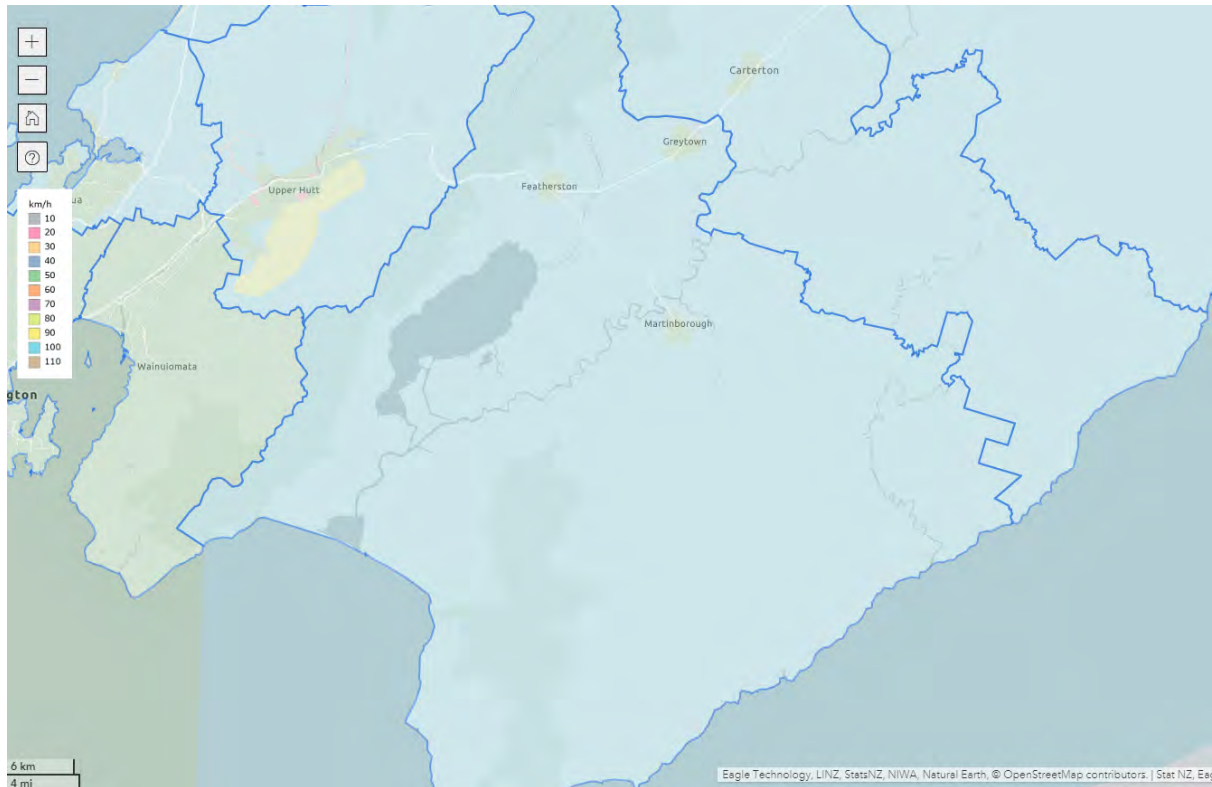 +
−
?
km/h
10
20
30
40
50
60
70
80
90
100
110
Carterton
Greytown
Upper Hutt
Featherston
ua
Martinborough
Wainuiomata
gton
6 km
4 mi
Eagle Technology, LINZ, StatsNZ, NIWA, Natural Earth, © OpenStreetMap contributors. | Stat NZ, Eag